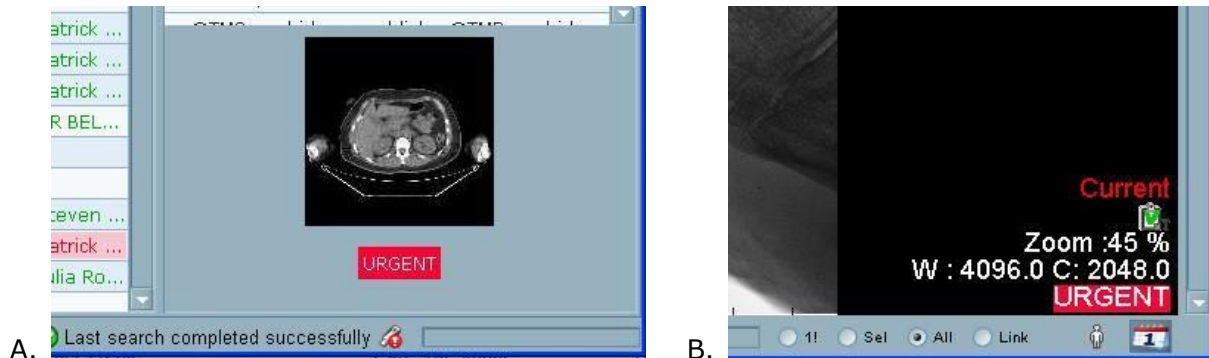 atrick ...
atrick ...
atrick ...
R BEL...
teven ...
atrick ...
ulia Ro...
URGENT
Last search completed successfully
A.
Current
Zoom :45 %
W : 4096.0 C: 2048.0
URGENT
1! Sel All Link 1
B.